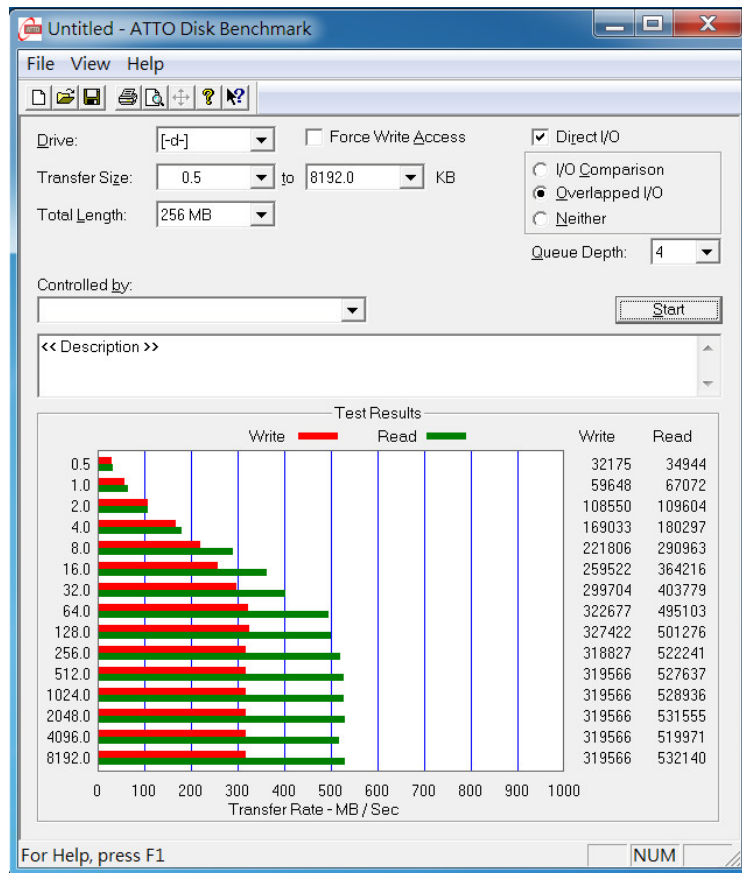 Untitled - ATTO Disk Benchmark
File View Help
Drive: [-d-] Force Write Access Direct I/O
Transfer Size: 0.5 to 8192.0 KB I/O Comparison
Overlapped I/O
Total Length: 256 MB Neither
Queue Depth: 4
Controlled by:
Start
<< Description >>
Test Results
Write Read Write Read
0.5 32175 34944
1.0 59648 67072
2.0 108550 109604
4.0 169033 180297
8.0 221806 290963
16.0 259522 364216
32.0 299704 403779
64.0 322677 495103
128.0 327422 501276
256.0 318827 522241
512.0 319566 527637
1024.0 319566 528936
2048.0 319566 531555
4096.0 319566 519971
8192.0 319566 532140
0 100 200 300 400 500 600 700 800 900 1000
Transfer Rate - MB / Sec
For Help, press F1 NUM